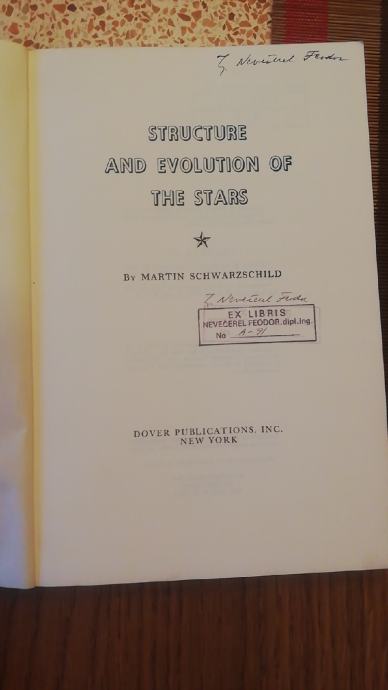 Nevečerel Feodor
STRUCTURE
AND EVOLUTION OF
THE STARS
By MARTIN SCHWARZSCHILD
Nevečerel Feodor
EX LIBRIS
NEVEČEREL FEODOR, dipl.Ing.
No A-91
DOVER PUBLICATIONS, INC.
NEW YORK